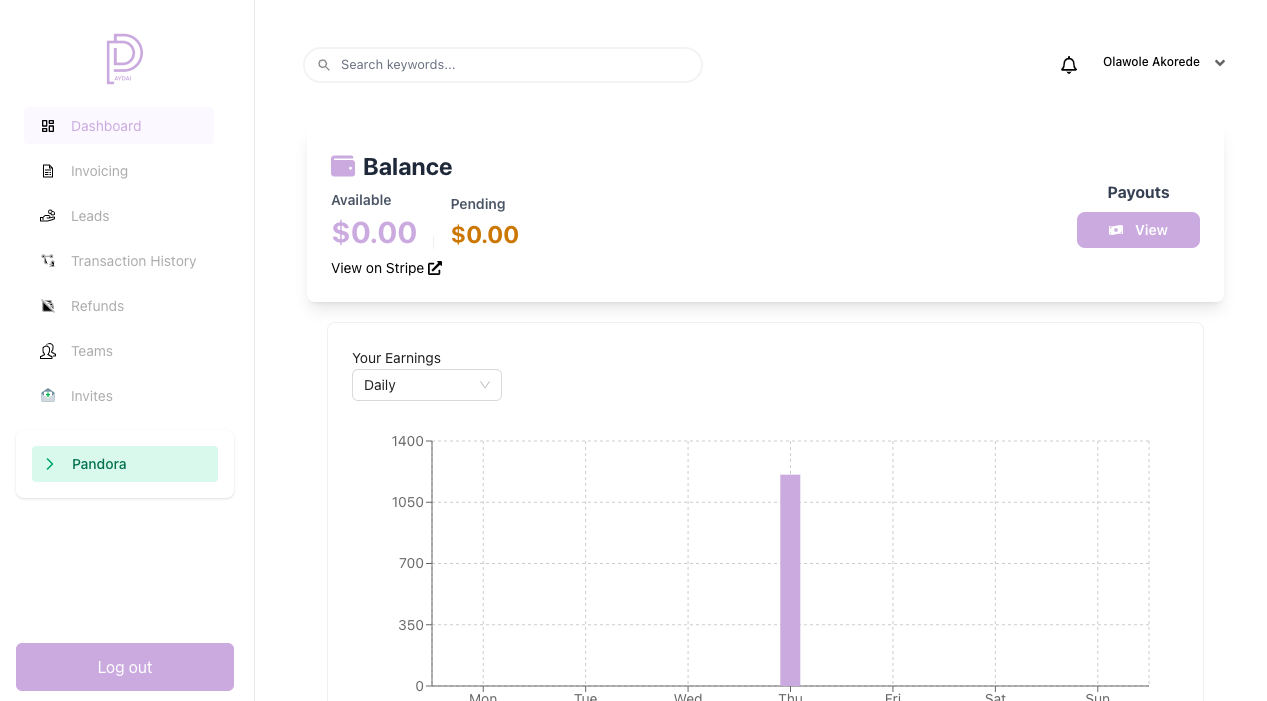 AYDAI
Dashboard
Invoicing
Leads
Transaction History
Refunds
Teams
Invites
Pandora
Log out
Search keywords...
Olawole Akorede
Balance
Available
$0.00
Pending
$0.00
View on Stripe
Payouts
View
Your Earnings
Daily
1400
1050
700
350
0
Mon Tue Wed Thu Fri Sat Sun